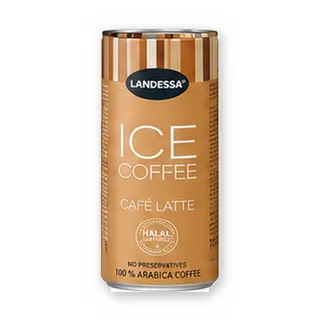 LANDESSA®
ICE
COFFEE
CAFÉ LATTE
HALAL
NO PRESERVATIVES
100 % ARABICA COFFEE